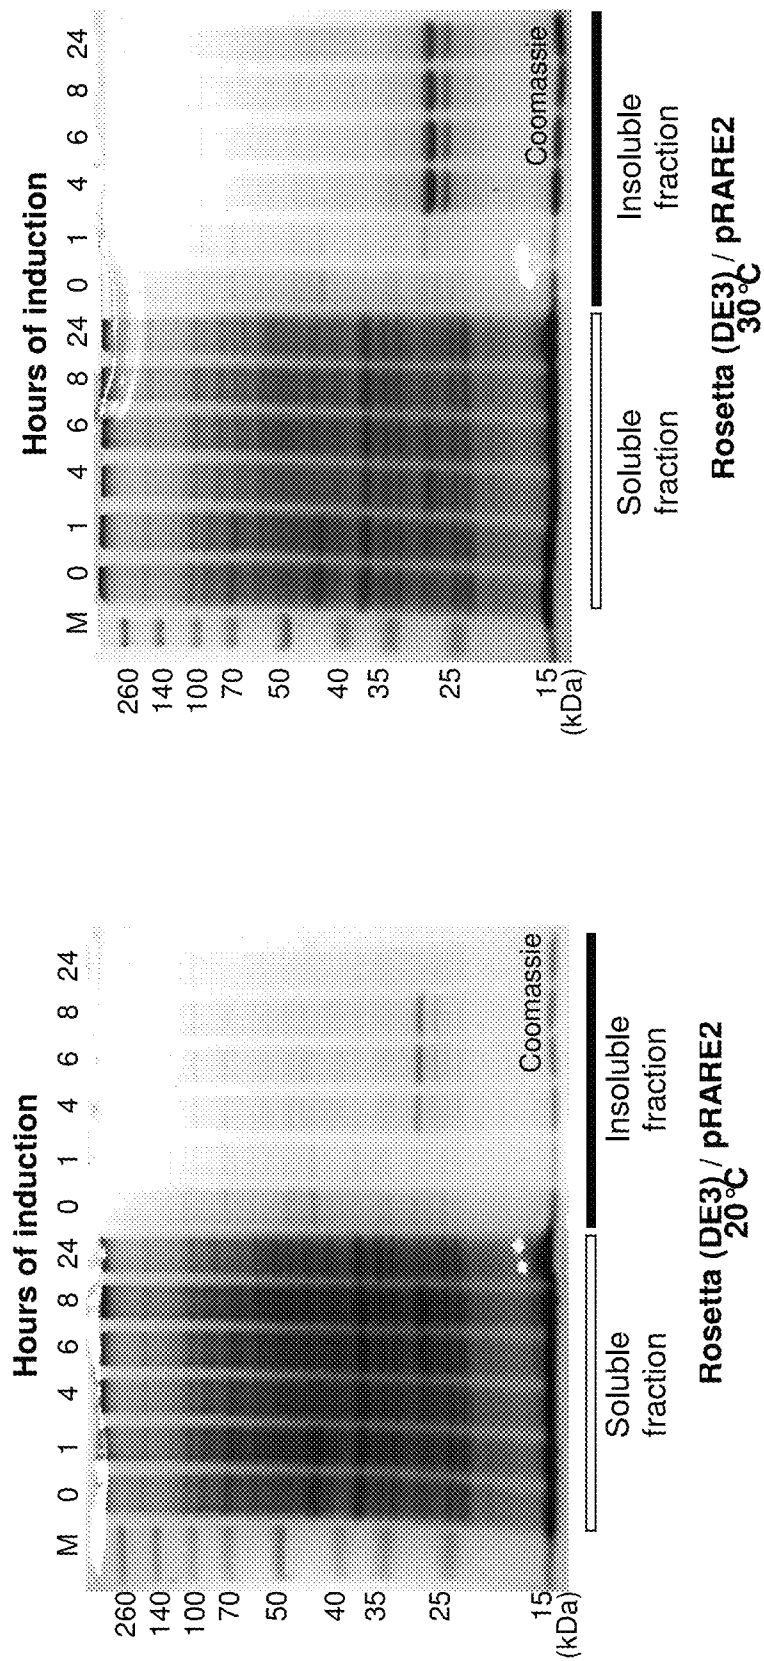 Hours of induction
M 0 1 4 6 8 24 0 1 4 6 8 24
260
140
100
70
50
40
35
25
15
(kDa)
Coomassie
Soluble fraction
Insoluble fraction
Rosetta (DE3) / pRARE2
20°C
Hours of induction
M 0 1 4 6 8 24 0 1 4 6 8 24
260
140
100
70
50
40
35
25
15
(kDa)
Coomassie
Soluble fraction
Insoluble fraction
Rosetta (DE3) / pRARE2
30°C